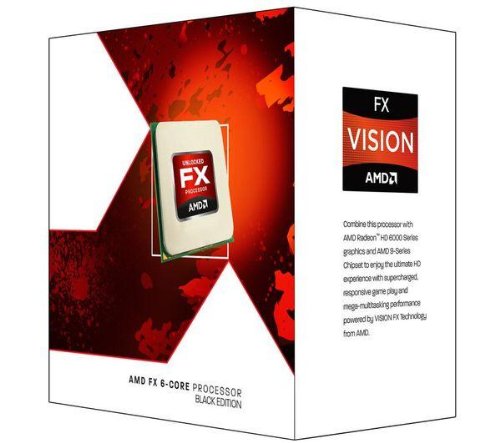 UNLOCKED
FX
PROCESSOR
AMD
AMD FX 6-CORE PROCESSOR
BLACK EDITION
FX
VISION
AMD
Combine this processor with
AMD Radeon™ HD 6000 Series
graphics and AMD 9-Series
Chipset to enjoy the ultimate HD
experience with supercharged,
responsive game play and
mega-multitasking performance
powered by VISION FX Technology
from AMD.